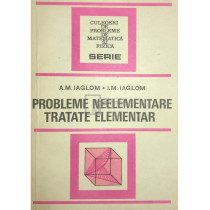 CULEGERI
DE
PROBLEME
DE
MATEMATICĂ
ȘI
FIZICĂ
SERIE
A.M. IAGLOM • I.M. IAGLOM
PROBLEME NEELEMENTARE
TRATATE ELEMENTAR